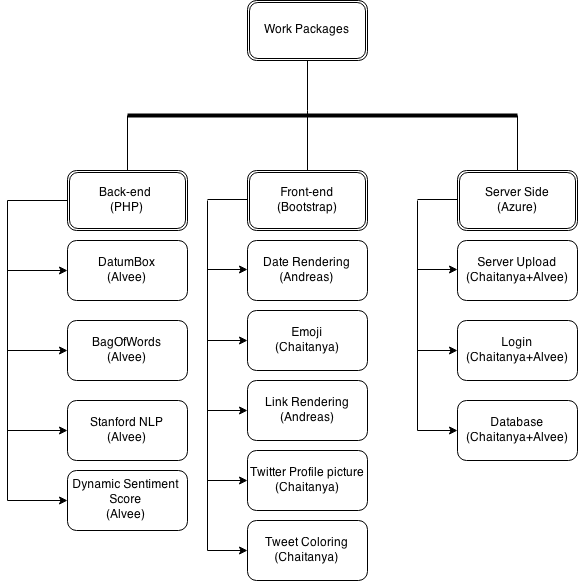 Work Packages
Back-end
(PHP)
DatumBox
(Alvee)
BagOfWords
(Alvee)
Stanford NLP
(Alvee)
Dynamic Sentiment
Score
(Alvee)
Front-end
(Bootstrap)
Date Rendering
(Andreas)
Emoji
(Chaitanya)
Link Rendering
(Andreas)
Twitter Profile picture
(Chaitanya)
Tweet Coloring
(Chaitanya)
Server Side
(Azure)
Server Upload
(Chaitanya+Alvee)
Login
(Chaitanya+Alvee)
Database
(Chaitanya+Alvee)